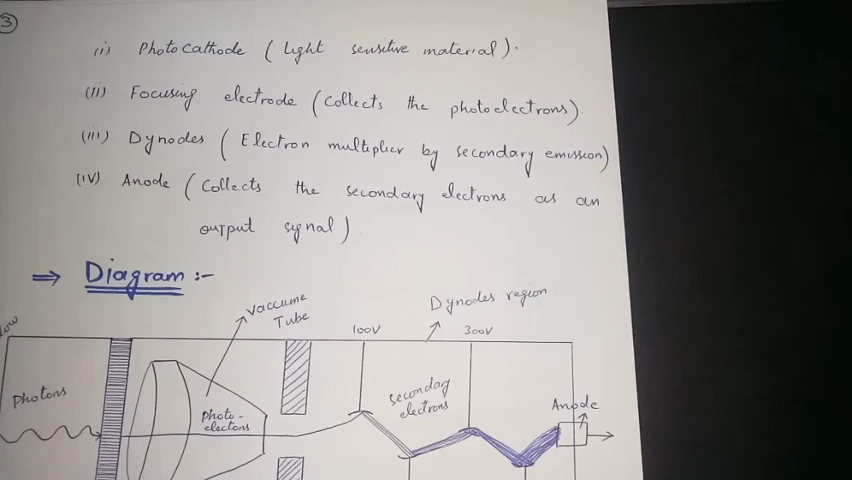 3
(i) Photocathode (Light sensitive material).
(ii) Focusing electrode (Collects the photoelectrons).
(iii) Dynodes (Electron multiplier by secondary emission)
(iv) Anode (Collects the secondary electrons as an
output signal)
⇒ Diagram :-
Vaccume
Tube
Dynodes region
100V
300V
Photons
Photo-
electons
secondary
electrons
Anode